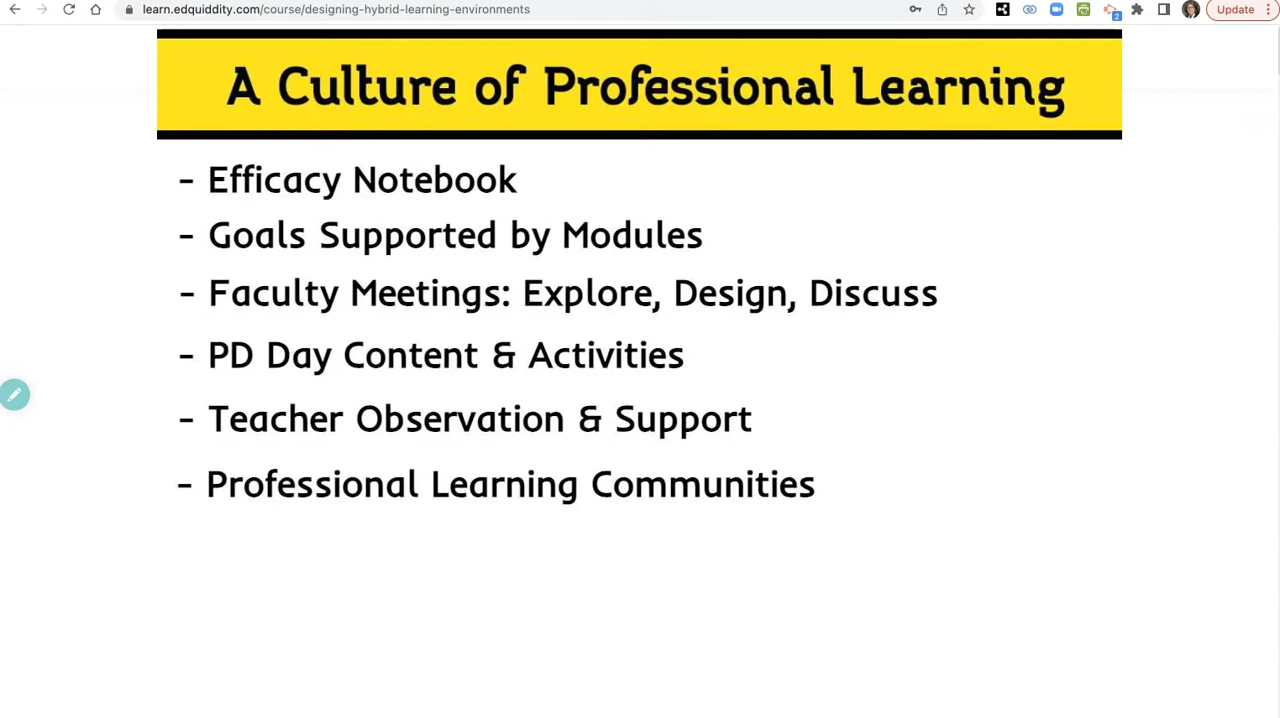 learn.edquiddity.com/course/designing-hybrid-learning-environments
2
Update
A Culture of Professional Learning
- Efficacy Notebook
- Goals Supported by Modules
- Faculty Meetings: Explore, Design, Discuss
- PD Day Content & Activities
- Teacher Observation & Support
- Professional Learning Communities